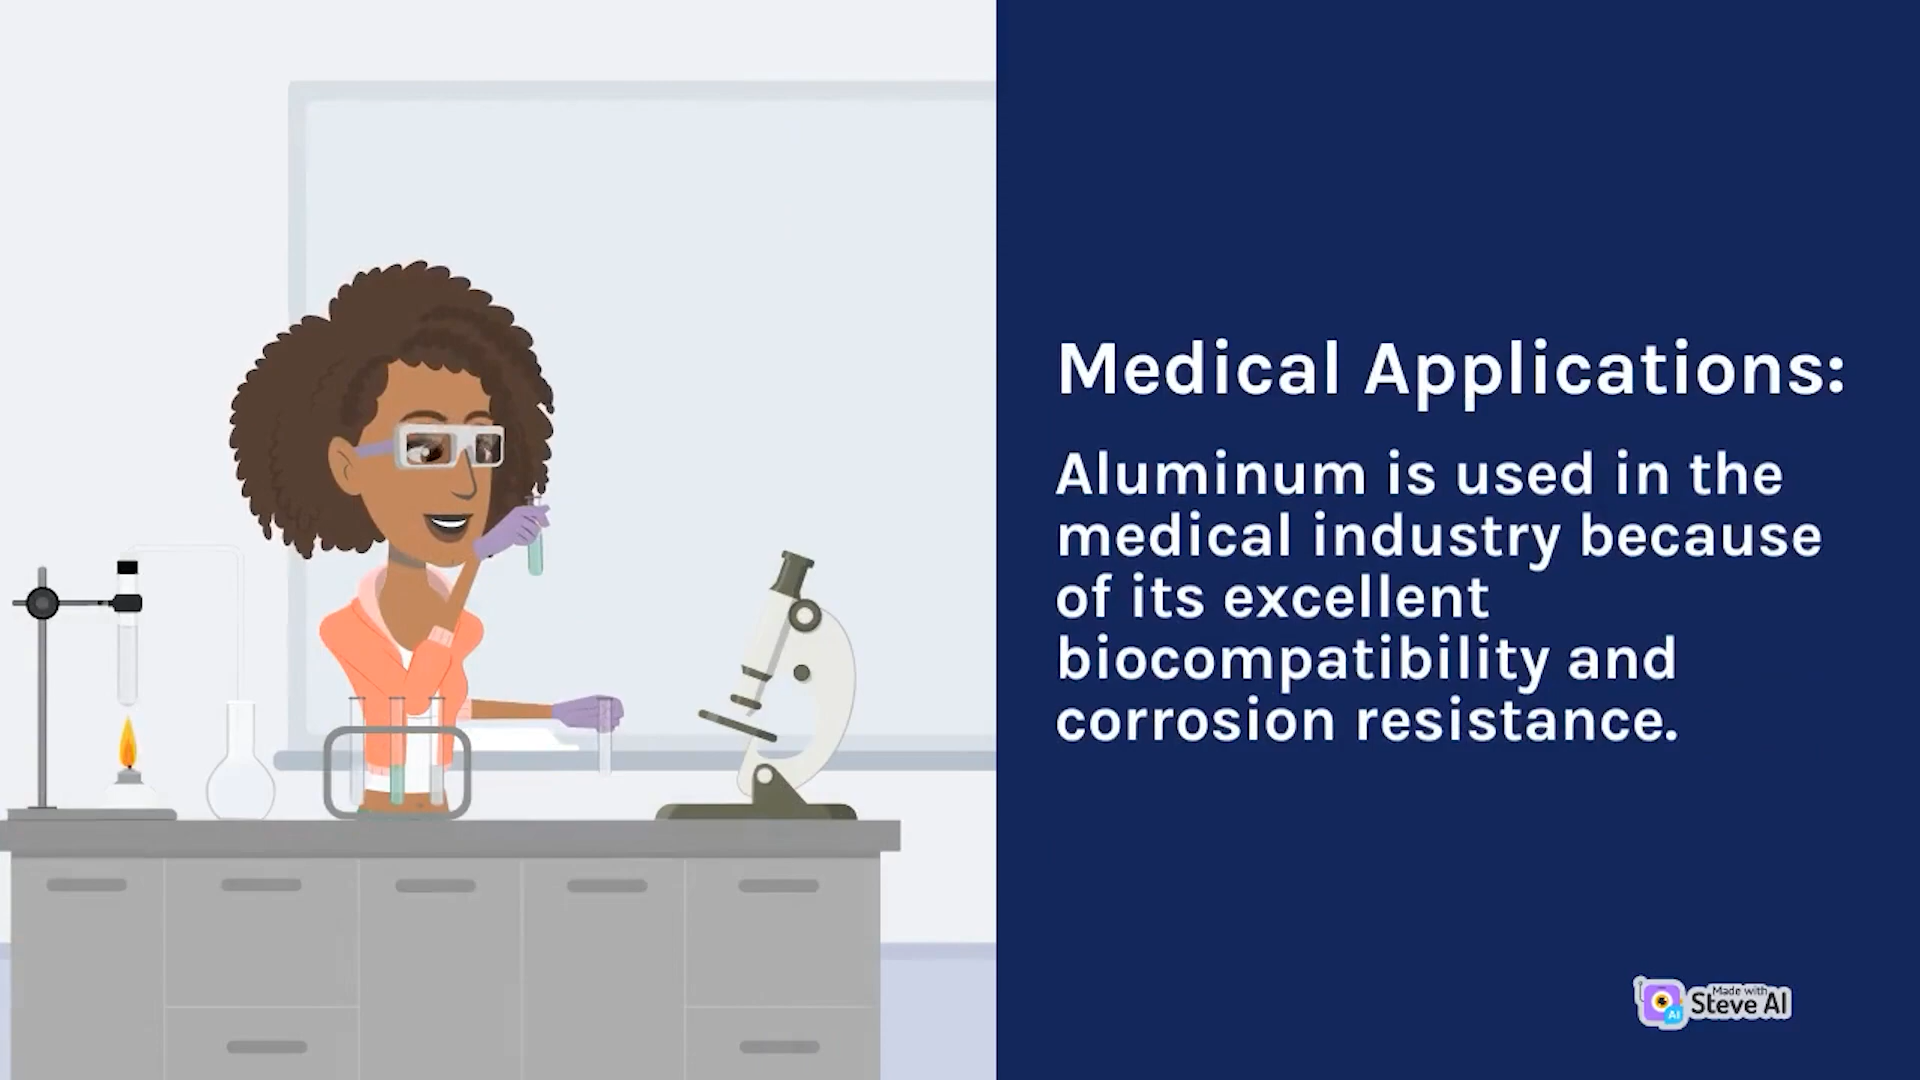 Medical Applications:
Aluminum is used in the
medical industry because
of its excellent
biocompatibility and
corrosion resistance.
Made with
Steve AI
AI